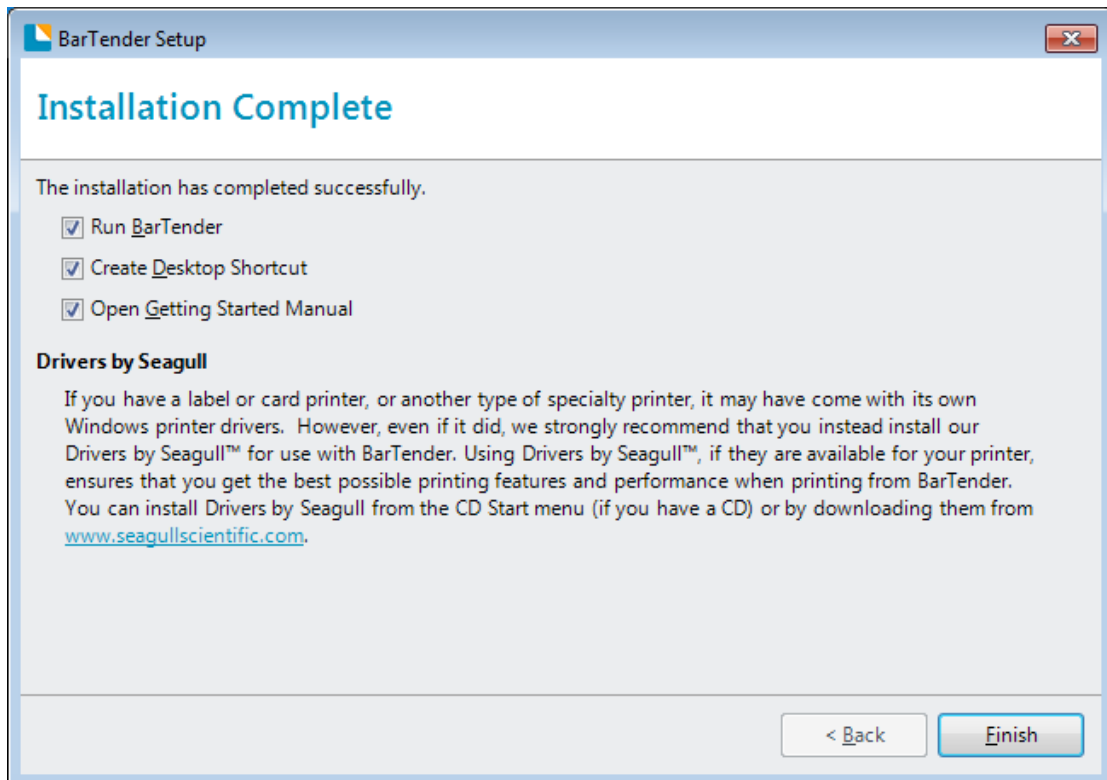 BarTender Setup
Installation Complete
The installation has completed successfully.
Run BarTender
Create Desktop Shortcut
Open Getting Started Manual
Drivers by Seagull
If you have a label or card printer, or another type of specialty printer, it may have come with its own
Windows printer drivers.  However, even if it did, we strongly recommend that you instead install our
Drivers by Seagull™ for use with BarTender. Using Drivers by Seagull™, if they are available for your printer,
ensures that you get the best possible printing features and performance when printing from BarTender.
You can install Drivers by Seagull from the CD Start menu (if you have a CD) or by downloading them from
www.seagullscientific.com.
< Back
Finish